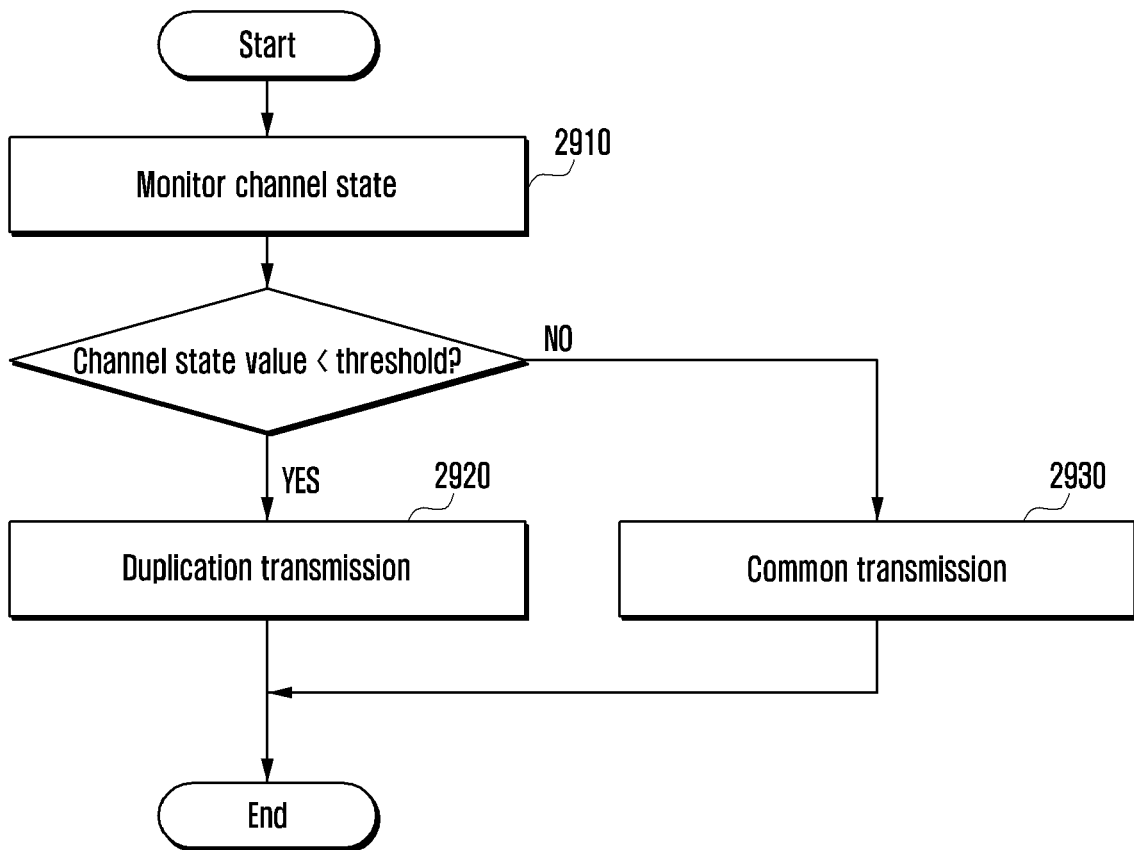 Start
2910
Monitor channel state
Channel state value < threshold?
NO
YES
2920
2930
Duplication transmission
Common transmission
End